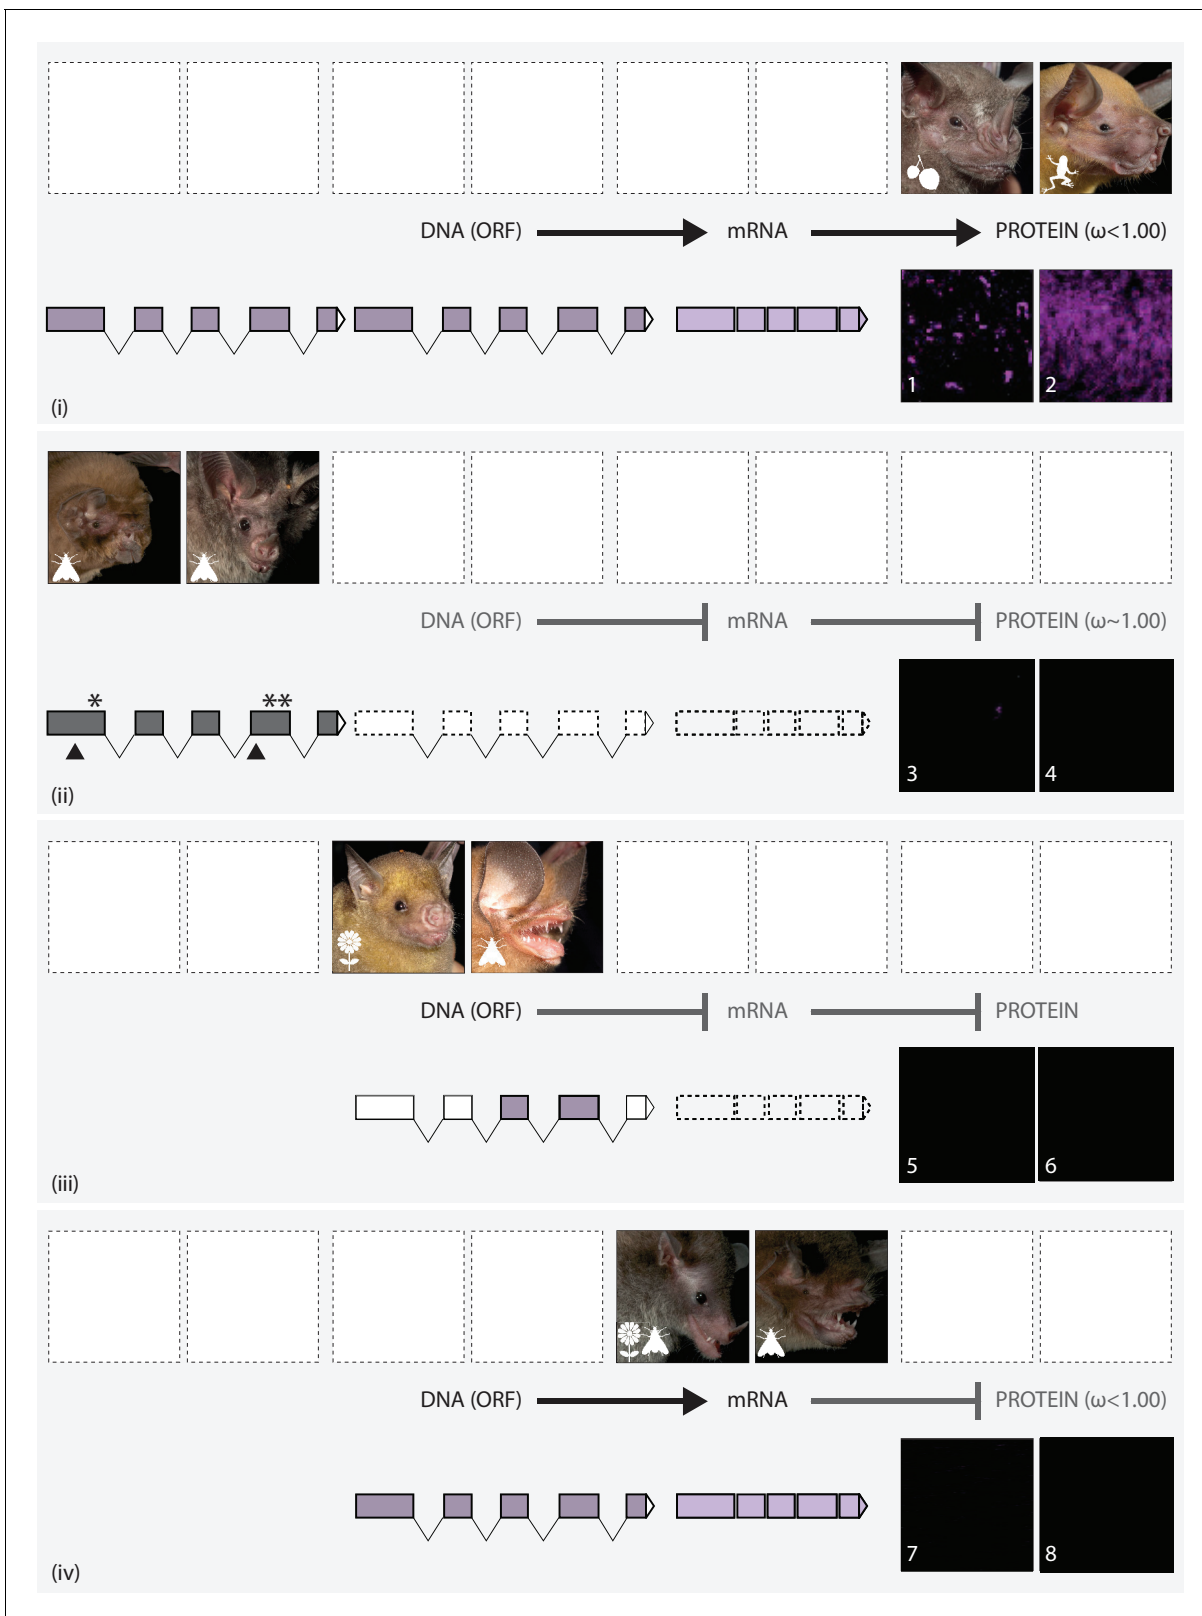 DNA (ORF) mRNA PROTEIN (ω<1.00)
1 2
(i)
DNA (ORF) mRNA PROTEIN (ω~1.00)
* **
3 4
(ii)
DNA (ORF) mRNA PROTEIN
5 6
(iii)
DNA (ORF) mRNA PROTEIN (ω<1.00)
7 8
(iv)